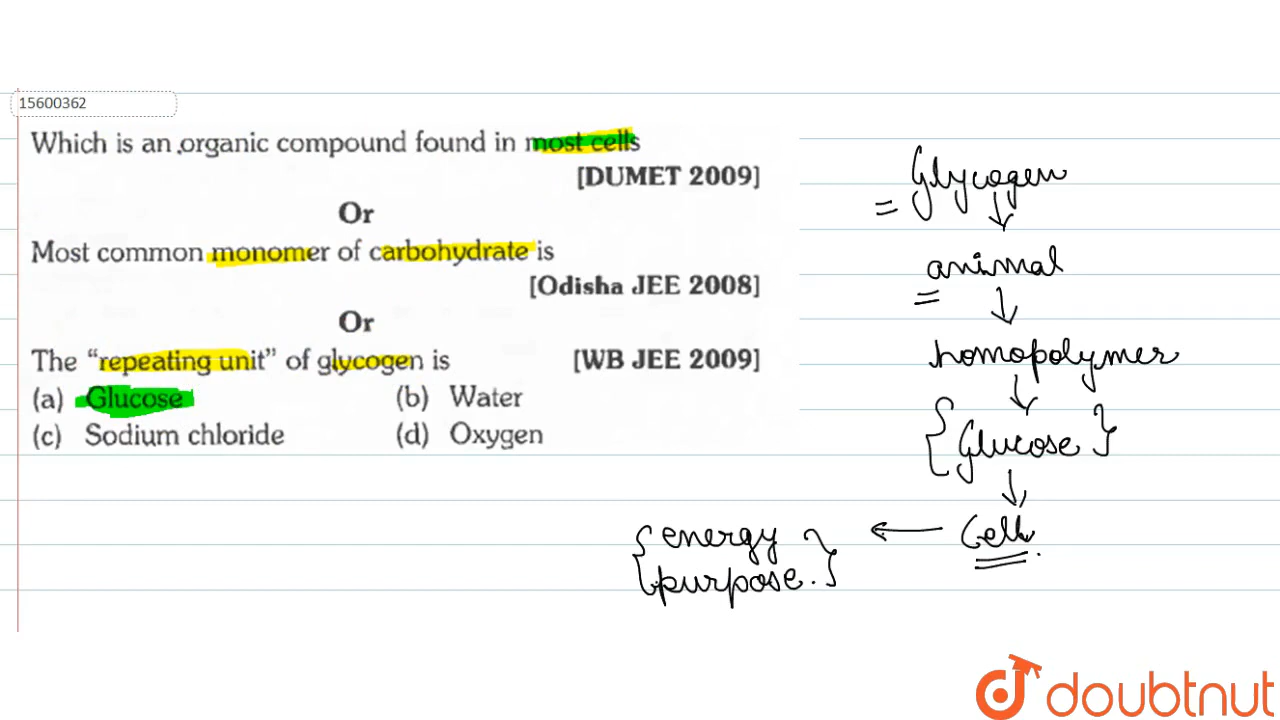 15600362
Which is an organic compound found in most cells
[DUMET 2009]
Or
Most common monomer of carbohydrate is
[Odisha JEE 2008]
Or
The “repeating unit” of glycogen is [WB JEE 2009]
(a) Glucose (b) Water
(c) Sodium chloride (d) Oxygen
= Glycogen
↓
animal
=
↓
homopolymer
↓
{Glucose}
↓
{energy purpose.} ← Cell.
doubtnut